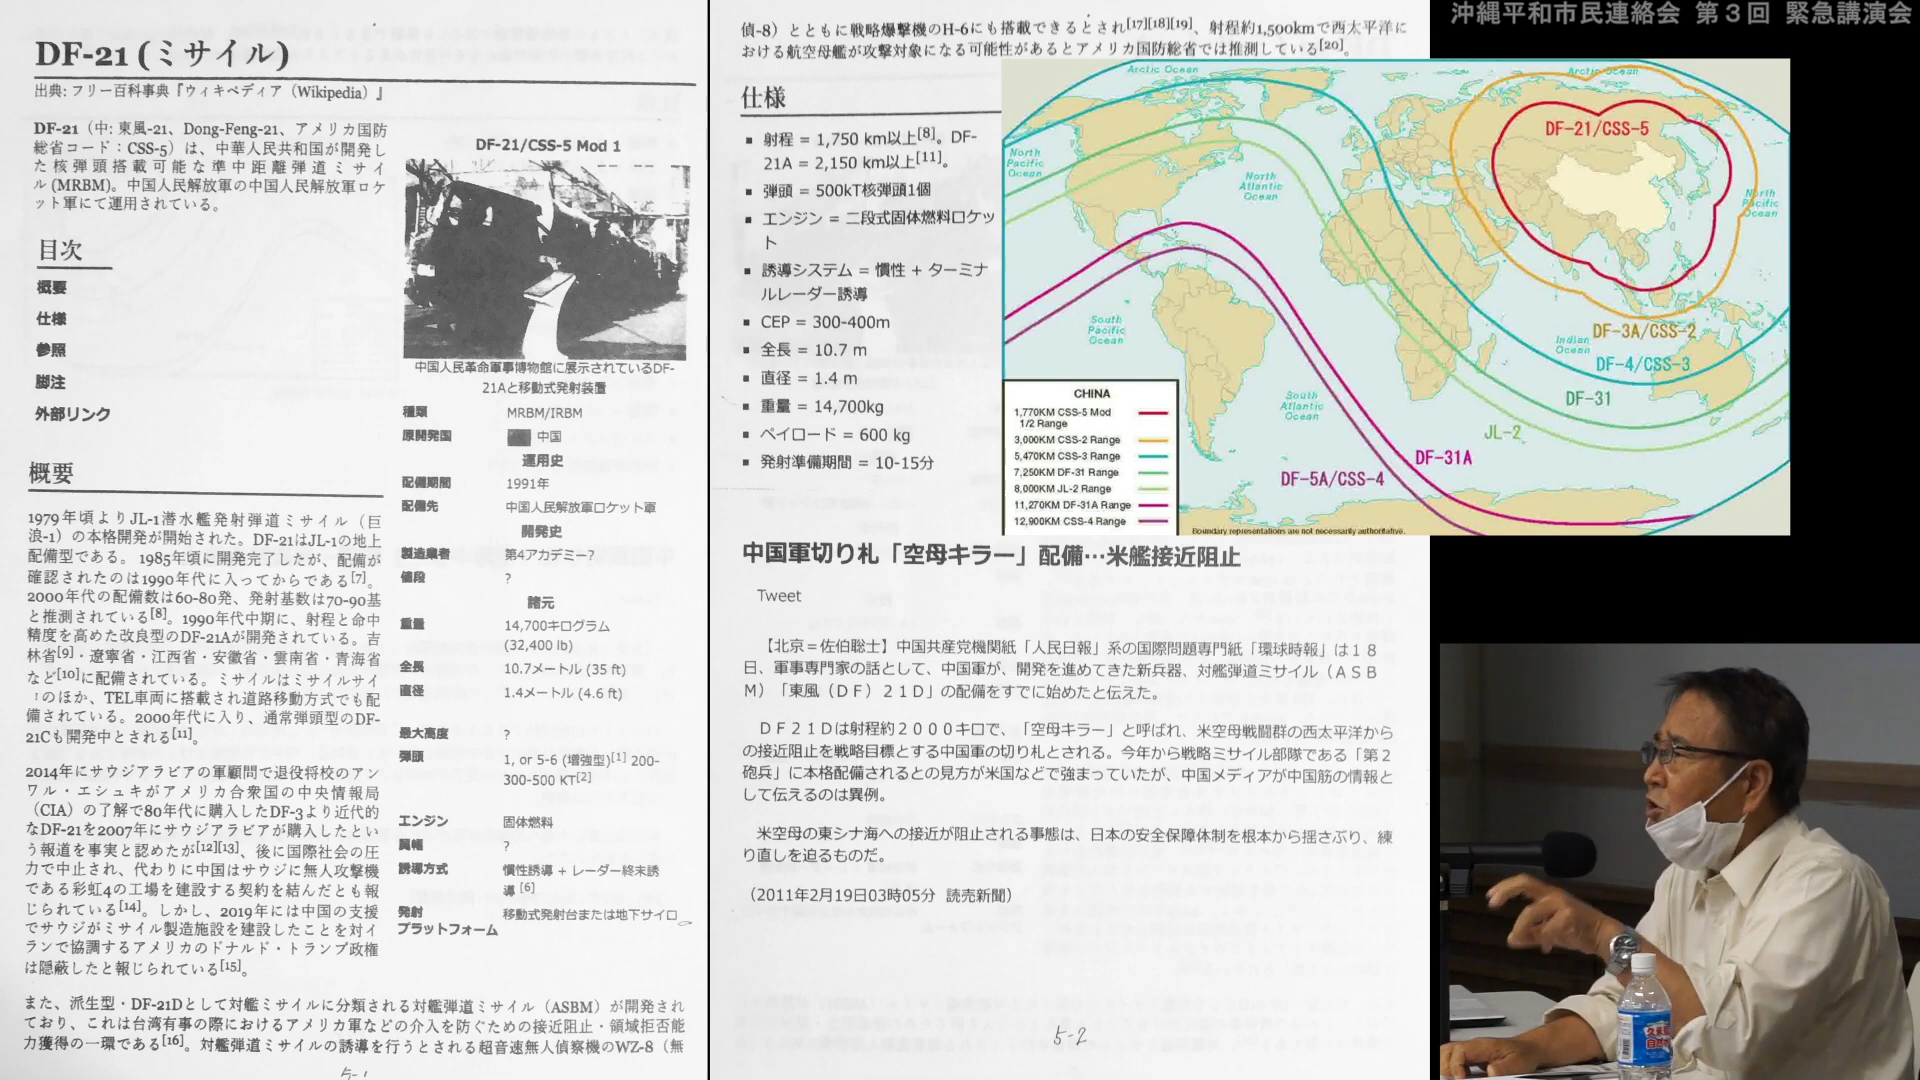 DF-21 (ミサイル)
出典: フリー百科事典『ウィキペディア（Wikipedia）』
DF-21（中: 東風-21、Dong-Feng-21、アメリカ国防
総省コード：CSS-5）は、中華人民共和国が開発し
た核弾頭搭載可能な準中距離弾道ミサイ
ル(MRBM)。中国人民解放軍の中国人民解放軍ロケ
ット軍にて運用されている。
目次
概要
仕様
参照
脚注
外部リンク
概要
1979年頃よりJL-1潜水艦発射弾道ミサイル（巨
浪-1）の本格開発が開始された。DF-21はJL-1の地上
配備型である。1985年頃に開発完了したが、配備が
確認されたのは1990年代に入ってからである[7]。
2000年代の配備数は60-80発、発射基数は70-90基
と推測されている[8]。1990年代中期に、射程と命中
精度を高めた改良型のDF-21Aが開発されている。吉
林省[9]・遼寧省・江西省・安徽省・雲南省・青海省
など[10]に配備されている。ミサイルはミサイルサイ
のほか、TEL車両に搭載され道路移動方式でも配
備されている。2000年代に入り、通常弾頭型のDF-
21Cも開発中とされる[11]。
2014年にサウジアラビアの軍顧問で退役将校のアン
ワル・エシュキがアメリカ合衆国の中央情報局
（CIA）の了解で80年代に購入したDF-3より近代的
なDF-21を2007年にサウジアラビアが購入したとい
う報道を事実と認めたが[12][13]、後に国際社会の圧
力で中止され、代わりに中国はサウジに無人攻撃機
である彩虹4の工場を建設する契約を結んだとも報
じられている[14]。しかし、2019年には中国の支援
でサウジがミサイル製造施設を建設したことを対イ
ランで協調するアメリカのドナルド・トランプ政権
は隠蔽したと報じられている[15]。
また、派生型・DF-21Dとして対艦ミサイルに分類される対艦弾道ミサイル（ASBM）が開発され
ており、これは台湾有事の際におけるアメリカ軍などの介入を防ぐための接近阻止・領域拒否能
力獲得の一環である[16]。対艦弾道ミサイルの誘導を行うとされる超音速無人偵察機のWZ-8（無
5-1
DF-21/CSS-5 Mod 1
中国人民革命軍事博物館に展示されているDF-
21Aと移動式発射装置
種類 MRBM/IRBM
原開発国 中国
運用史
配備期間 1991年
配備先 中国人民解放軍ロケット軍
開発史
製造業者 第4アカデミー?
値段 ?
諸元
重量 14,700キログラム
(32,400 lb)
全長 10.7メートル (35 ft)
直径 1.4メートル (4.6 ft)
最大高度 ?
弾頭 1, or 5-6 (増強型)[1] 200-
300-500 KT[2]
エンジン 固体燃料
翼幅 ?
誘導方式 慣性誘導 + レーダー終末誘
導 [6]
発射 移動式発射台または地下サイロ
プラットフォーム
偵-8）とともに戦略爆撃機のH-6にも搭載できるとされ[17][18][19]、射程約1,500kmで西太平洋に
おける航空母艦が攻撃対象になる可能性があるとアメリカ国防総省では推測している[20]。
仕様
▪ 射程 = 1,750 km以上[8]。DF-
21A = 2,150 km以上[11]。
▪ 弾頭 = 500kT核弾頭1個
▪ エンジン = 二段式固体燃料ロケッ
ト
▪ 誘導システム = 慣性 + ターミナ
ルレーダー誘導
▪ CEP = 300-400m
▪ 全長 = 10.7 m
▪ 直径 = 1.4 m
▪ 重量 = 14,700kg
▪ ペイロード = 600 kg
▪ 発射準備期間 = 10-15分
Arctic Ocean
Arctic Ocean
North
Pacific
Ocean
North
Atlantic
Ocean
North
Pacific
Ocean
South
Pacific
Ocean
South
Atlantic
Ocean
Indian
Ocean
DF-21/CSS-5
DF-3A/CSS-2
DF-4/CSS-3
DF-31
JL-2
DF-31A
DF-5A/CSS-4
CHINA
1,770KM CSS-5 Mod
1/2 Range
3,000KM CSS-2 Range
5,470KM CSS-3 Range
7,250KM DF-31 Range
8,000KM JL-2 Range
11,270KM DF-31A Range
12,900KM CSS-4 Range
Boundary representations are not necessarily authoritative.
中国軍切り札「空母キラー」配備…米艦接近阻止
Tweet
【北京＝佐伯聡士】中国共産党機関紙「人民日報」系の国際問題専門紙「環球時報」は１８
日、軍事専門家の話として、中国軍が、開発を進めてきた新兵器、対艦弾道ミサイル（ＡＳＢ
Ｍ）「東風（ＤＦ）２１Ｄ」の配備をすでに始めたと伝えた。
ＤＦ２１Ｄは射程約２０００キロで、「空母キラー」と呼ばれ、米空母戦闘群の西太平洋から
の接近阻止を戦略目標とする中国軍の切り札とされる。今年から戦略ミサイル部隊である「第２
砲兵」に本格配備されるとの見方が米国などで強まっていたが、中国メディアが中国筋の情報と
して伝えるのは異例。
米空母の東シナ海への接近が阻止される事態は、日本の安全保障体制を根本から揺さぶり、練
り直しを迫るものだ。
（2011年2月19日03時05分 読売新聞）
5-2
沖縄平和市民連絡会 第３回 緊急講演会